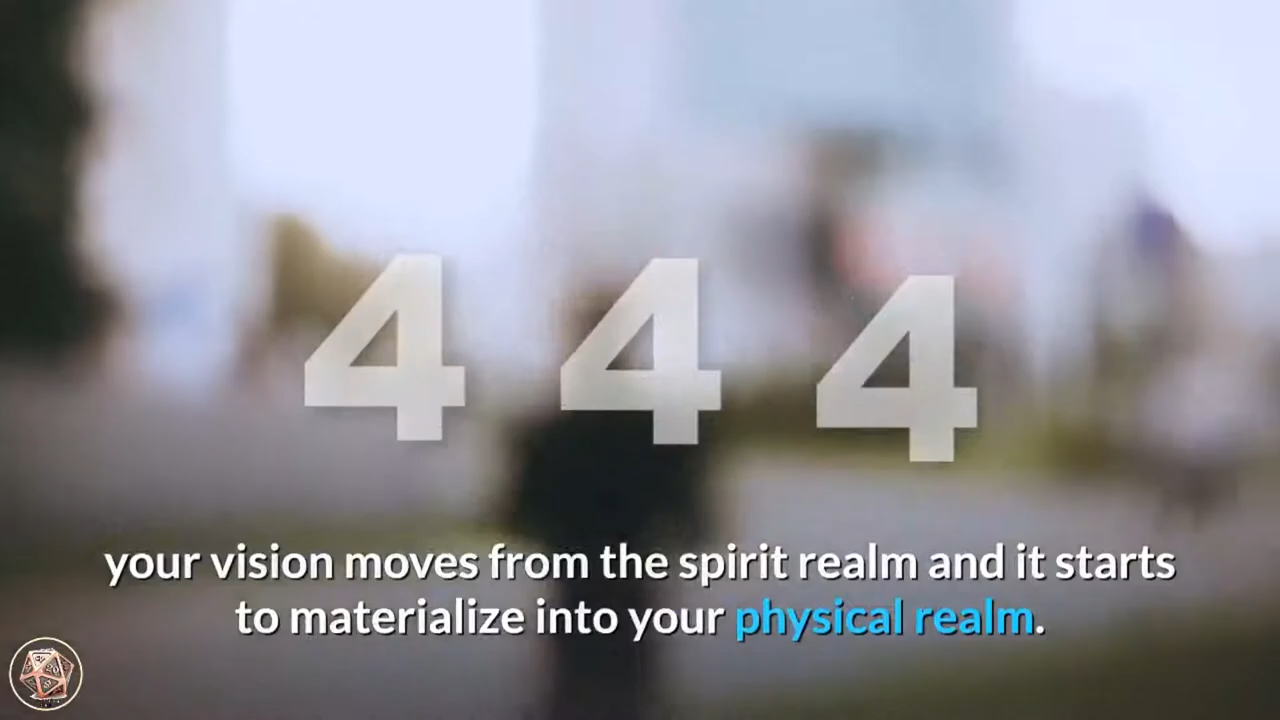 4 4 4
your vision moves from the spirit realm and it starts
to materialize into your physical realm.